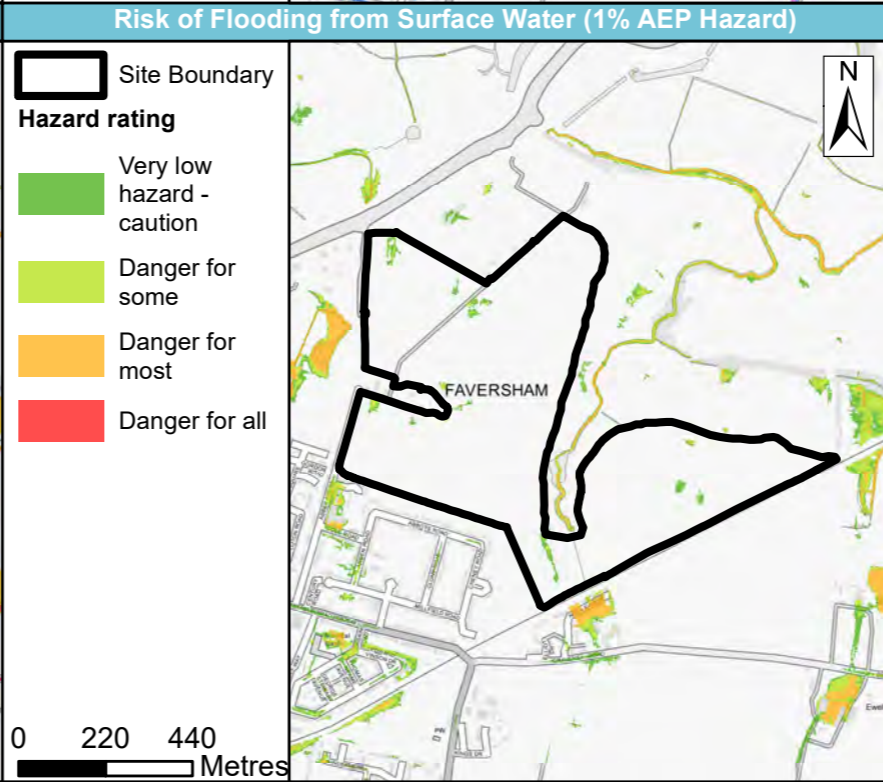 Risk of Flooding from Surface Water (1% AEP Hazard)
Site Boundary
Hazard rating
Very low
hazard -
caution
Danger for
some
Danger for
most
Danger for all
0 220 440
Metres
N
FAVERSHAM